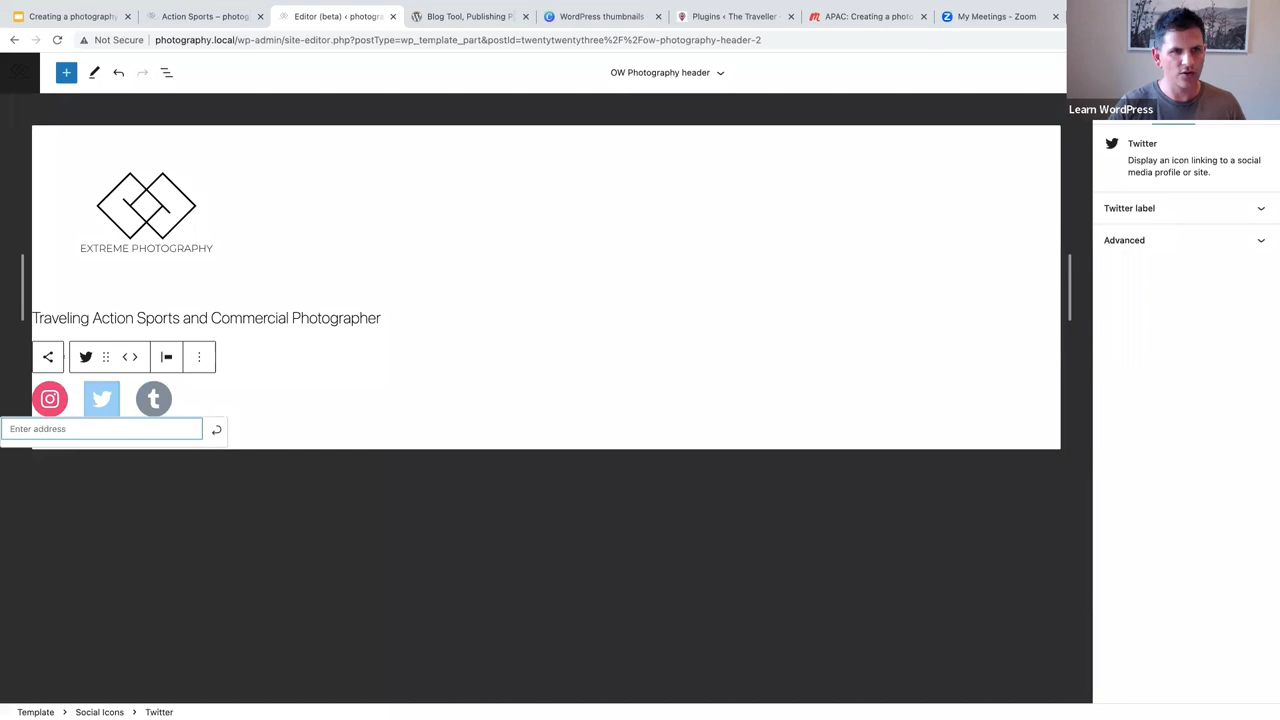 Creating a photography
Action Sports – photog
Editor (beta) ‹ photogra
Blog Tool, Publishing P
WordPress thumbnails
Plugins ‹ The Traveller
APAC: Creating a photo
My Meetings - Zoom
Not Secure
photography.local/wp-admin/site-editor.php?postType=wp_template_part&postId=twentytwentythree%2F%2Fow-photography-header-2
OW Photography header
Learn WordPress
EXTREME PHOTOGRAPHY
Traveling Action Sports and Commercial Photographer
Enter address
Twitter
Display an icon linking to a social
media profile or site.
Twitter label
Advanced
Template
Social Icons
Twitter